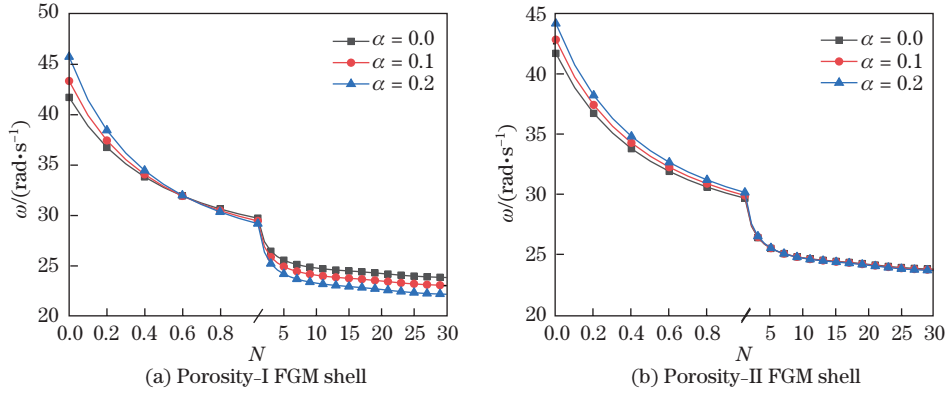 50
45
40
35
30
25
20
ω/(rad•s⁻¹)
α = 0.0
α = 0.1
α = 0.2
0.0 0.2 0.4 0.6 0.8 5 10 15 20 25 30
N
(a) Porosity-I FGM shell
45
40
35
30
25
20
ω/(rad•s⁻¹)
α = 0.0
α = 0.1
α = 0.2
0.0 0.2 0.4 0.6 0.8 5 10 15 20 25 30
N
(b) Porosity-II FGM shell